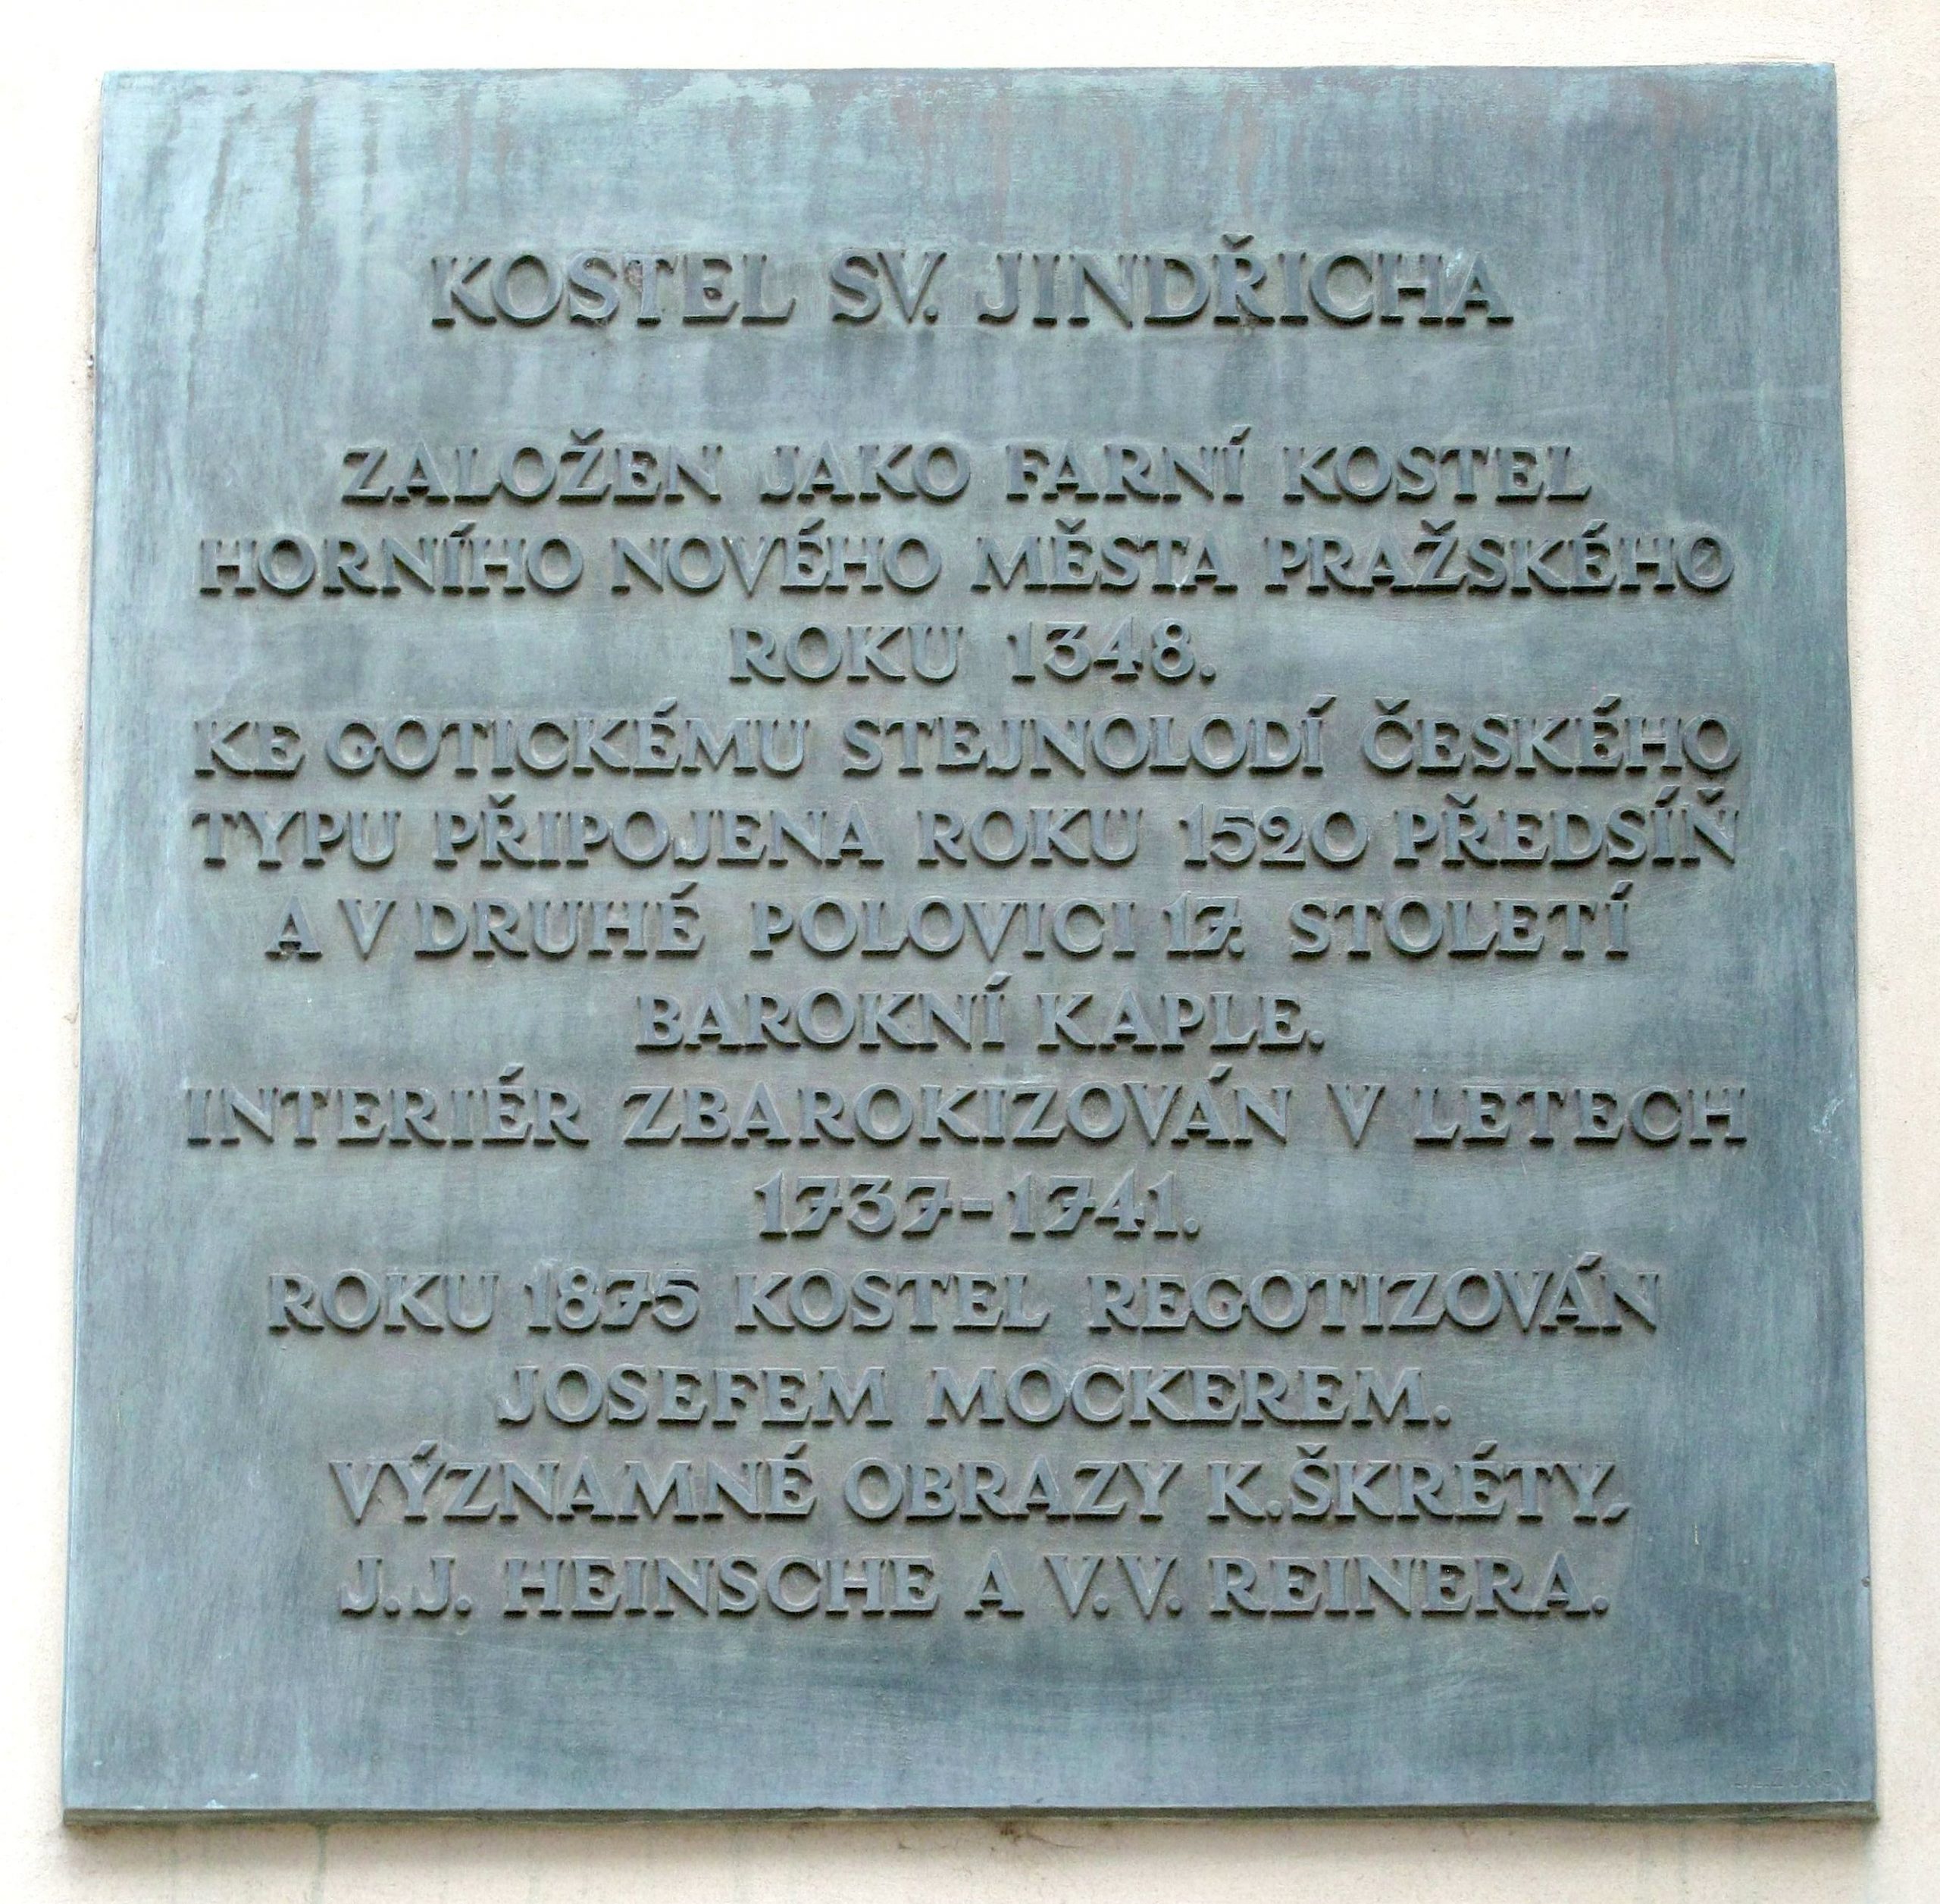 KOSTEL SV. JINDŘICHA
ZALOŽEN JAKO FARNÍ KOSTEL
HORNÍHO NOVÉHO MĚSTA PRAŽSKÉHO
ROKU 1348.
KE GOTICKÉMU STEJNOLODÍ ČESKÉHO
TYPU PŘIPOJENA ROKU 1520 PŘEDSÍŇ
A V DRUHÉ POLOVICI 17. STOLETÍ
BAROKNÍ KAPLE.
INTERIÉR ZBAROKIZOVÁN V LETECH
1737-1741.
ROKU 1875 KOSTEL REGOTIZOVÁN
JOSEFEM MOCKEREM.
VÝZNAMNÉ OBRAZY K.ŠKRÉTY,
J.J. HEINSCHE A V.V. REINERA.